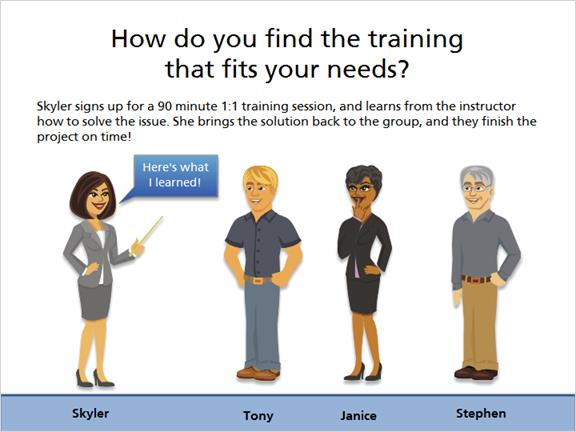 How do you find the training
that fits your needs?
Skyler signs up for a 90 minute 1:1 training session, and learns from the instructor
how to solve the issue. She brings the solution back to the group, and they finish the
project on time!
Here's what
I learned!
Skyler
Tony
Janice
Stephen